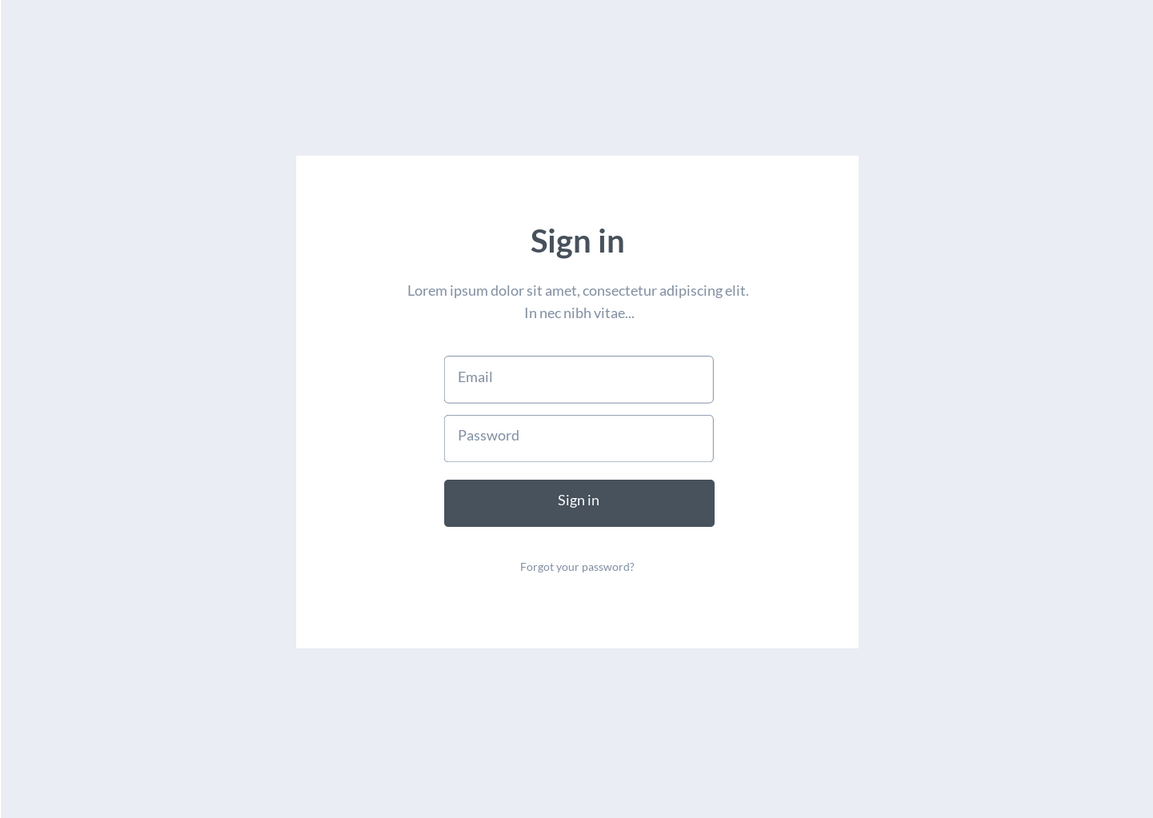 Sign in
Lorem ipsum dolor sit amet, consectetur adipiscing elit.
In nec nibh vitae...
Email
Password
Sign in
Forgot your password?